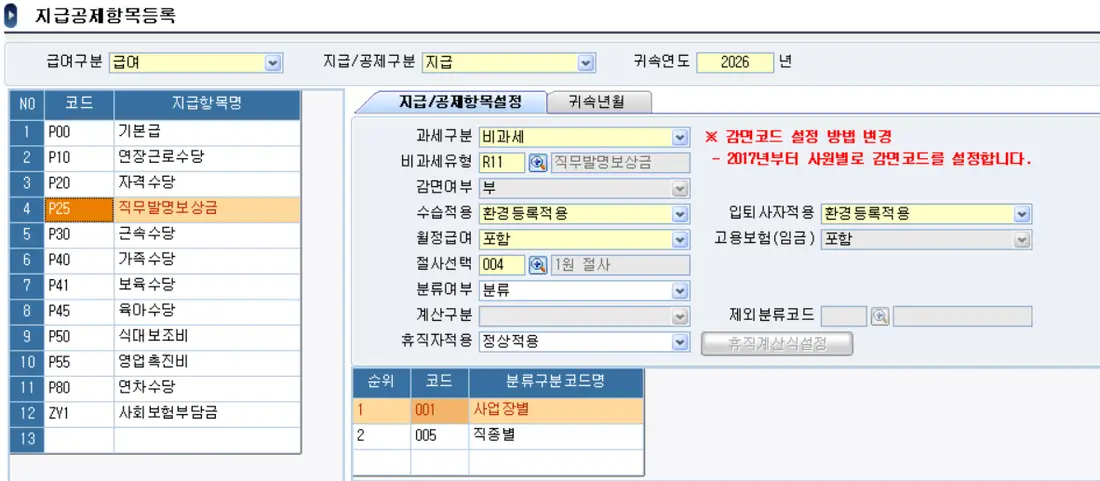 지급공제항목등록
급여구분 급여 지급/공제구분 지급 귀속연도 2026 년
NO 코드 지급항목명
1 P00 기본급
2 P10 연장근로수당
3 P20 자격수당
4 P25 직무발명보상금
5 P30 근속수당
6 P40 가족수당
7 P41 보육수당
8 P45 육아수당
9 P50 식대보조비
10 P55 영업촉진비
11 P80 연차수당
12 ZY1 사회보험부담금
13
지급/공제항목설정 귀속년월
과세구분 비과세 ※ 감면코드 설정 방법 변경
비과세유형 R11 직무발명보상금 - 2017년부터 사원별로 감면코드를 설정합니다.
감면여부 부
수습적용 환경등록적용 입퇴사자적용 환경등록적용
월정급여 포함 고용보험(임금) 포함
절사선택 004 1원 절사
분류여부 분류
계산구분 제외분류코드
휴직자적용 정상적용 휴직계산식설정
순위 코드 분류구분코드명
1 001 사업장별
2 005 직종별